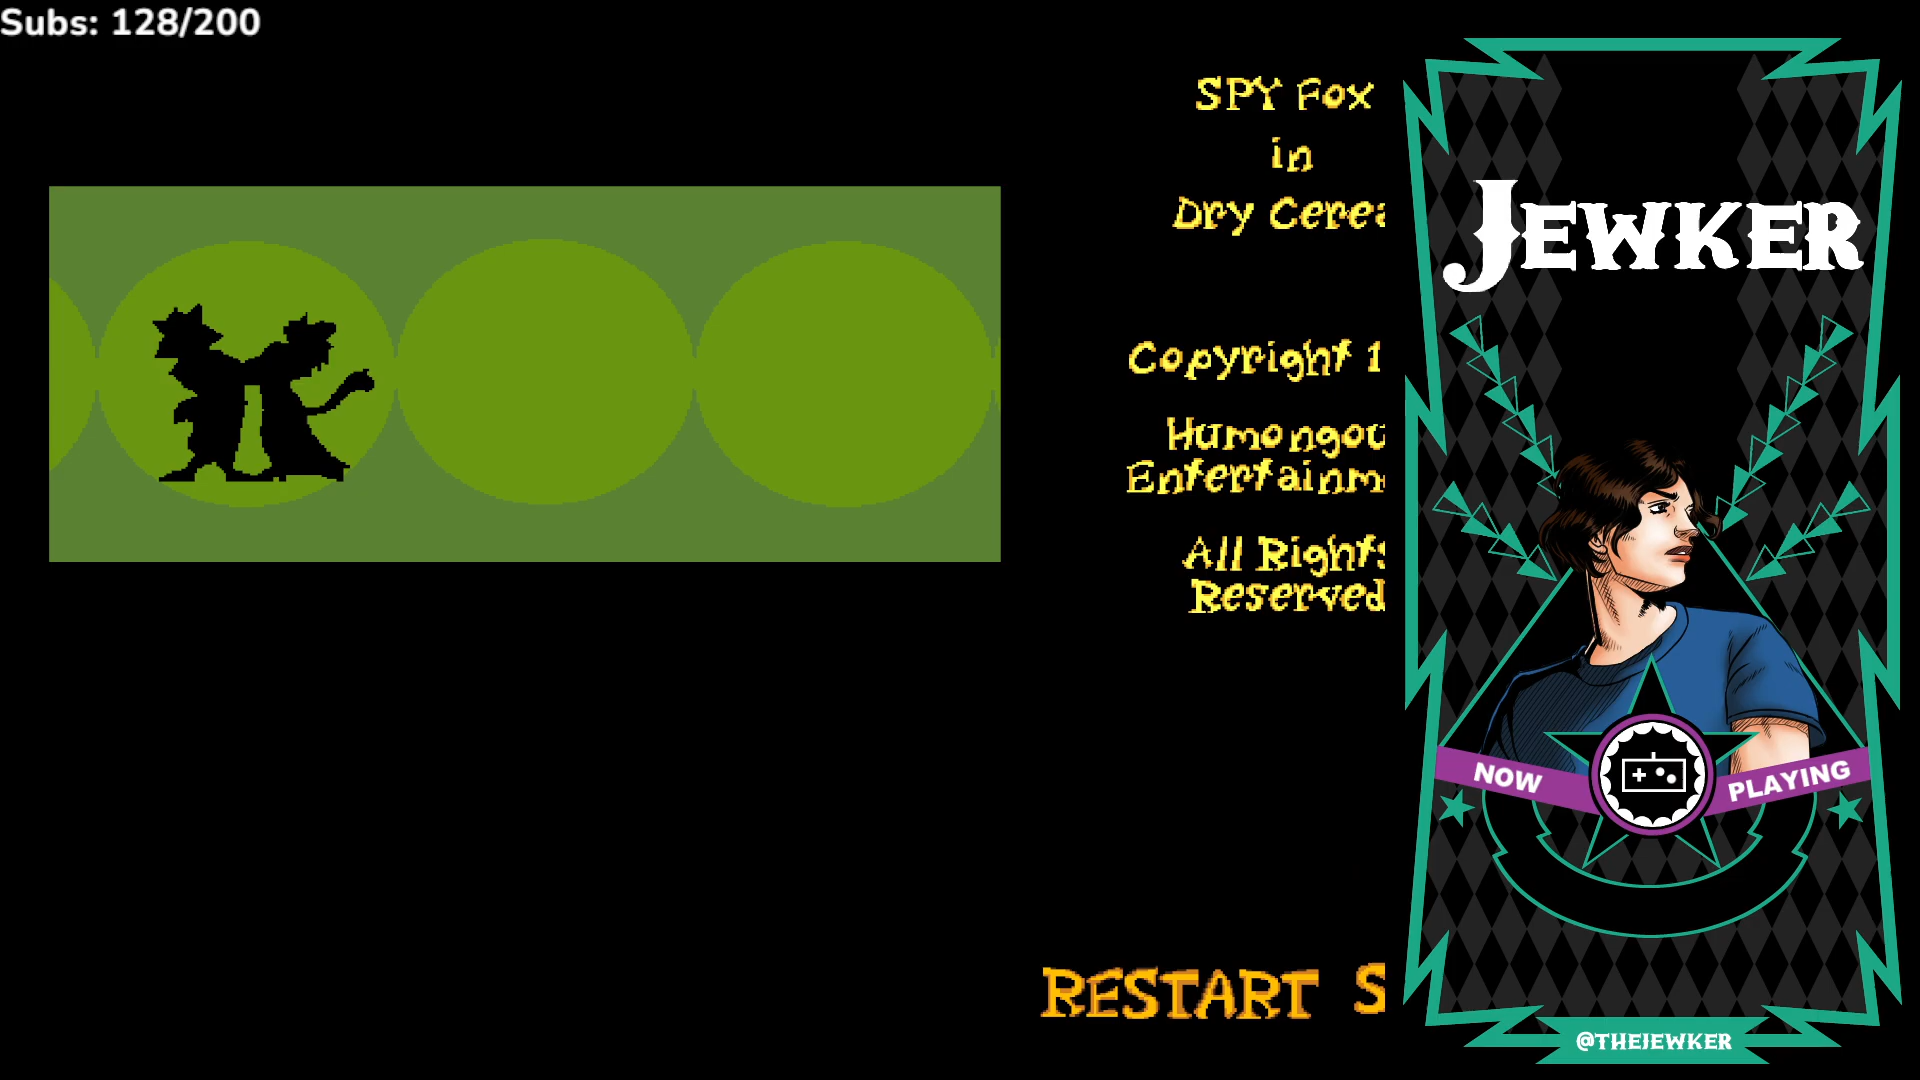 Subs: 128/200
SPY Fox
in
Dry Cerea
Copyright 1
Humongou
Entertainm
All Rights
Reserved
RESTART S
JEWKER
NOW PLAYING
@THEJEWKER